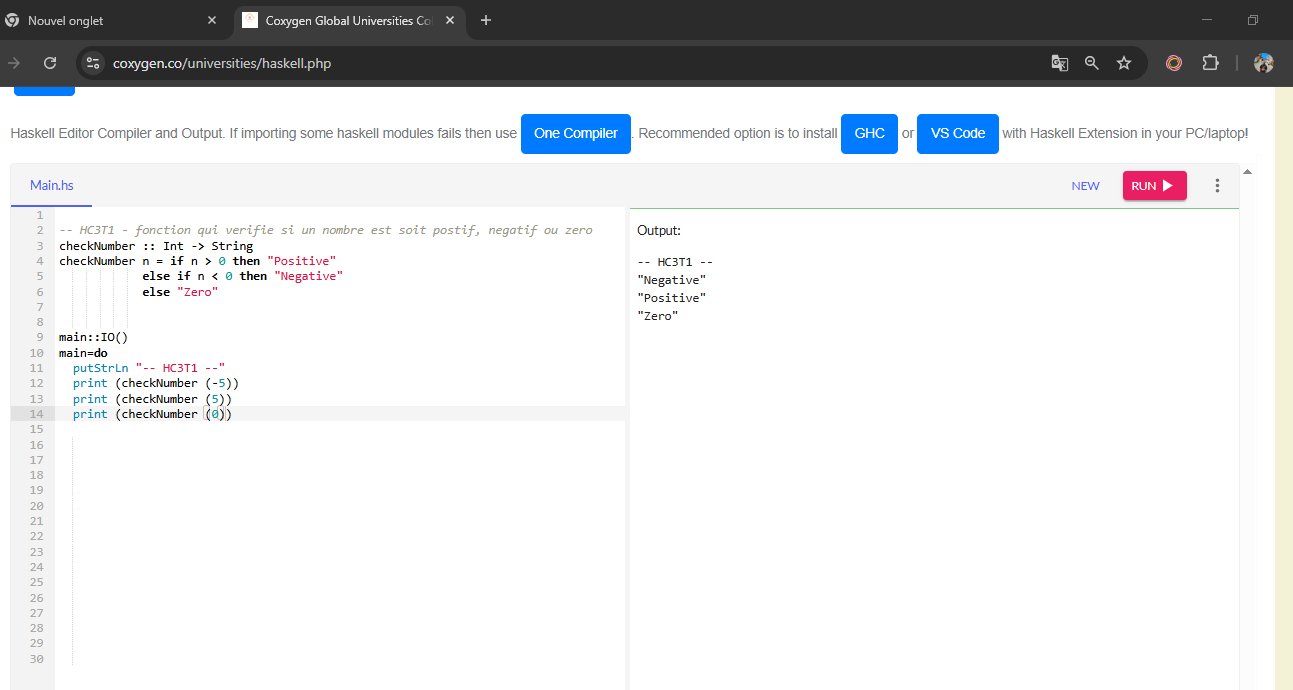 Nouvel onglet
Coxygen Global Universities Co
coxygen.co/universities/haskell.php
Haskell Editor Compiler and Output. If importing some haskell modules fails then use One Compiler . Recommended option is to install GHC or VS Code with Haskell Extension in your PC/laptop!
Main.hs NEW RUN
1
2 -- HC3T1 - fonction qui verifie si un nombre est soit postif, negatif ou zero
3 checkNumber :: Int -> String
4 checkNumber n = if n > 0 then "Positive"
5 else if n < 0 then "Negative"
6 else "Zero"
7
8
9 main::IO()
10 main=do
11 putStrLn "-- HC3T1 --"
12 print (checkNumber (-5))
13 print (checkNumber (5))
14 print (checkNumber (0))
15
16
17
18
19
20
21
22
23
24
25
26
27
28
29
30
Output:
-- HC3T1 --
"Negative"
"Positive"
"Zero"